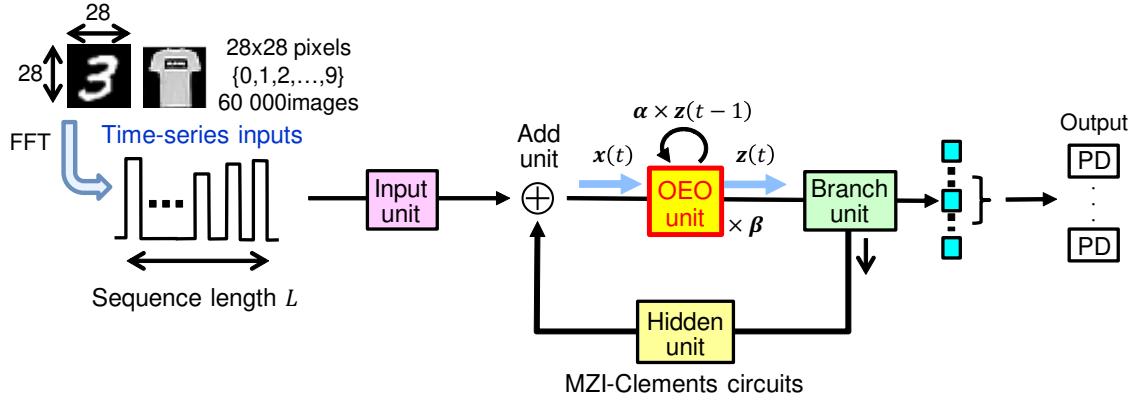 28
28
28x28 pixels
{0,1,2,...,9}
60 000images
FFT
Time-series inputs
Sequence length L
Input
unit
Add
unit
x(t)
α × z(t − 1)
OEO
unit
z(t)
× β
Branch
unit
Hidden
unit
MZI-Clements circuits
Output
PD
PD